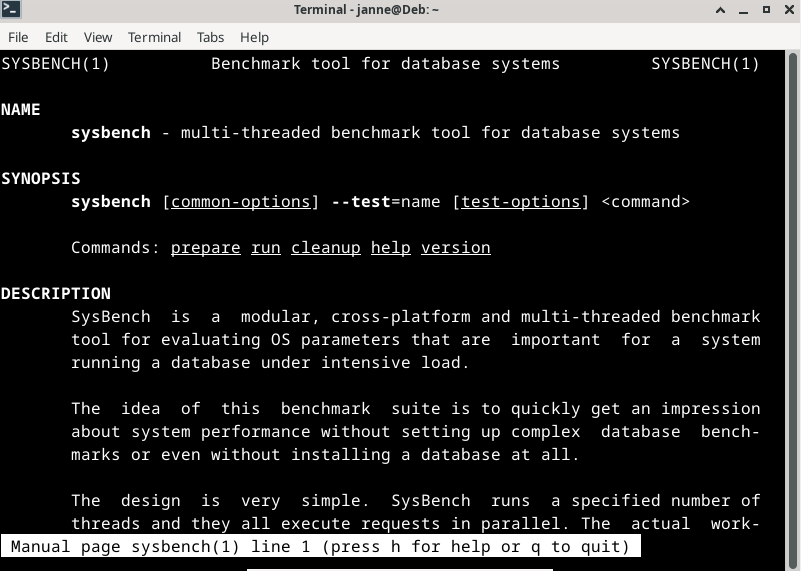 Terminal - janne@Deb: ~
File Edit View Terminal Tabs Help
SYSBENCH(1) Benchmark tool for database systems SYSBENCH(1)
NAME
sysbench - multi-threaded benchmark tool for database systems
SYNOPSIS
sysbench [common-options] --test=name [test-options] <command>
Commands: prepare run cleanup help version
DESCRIPTION
SysBench is a modular, cross-platform and multi-threaded benchmark
tool for evaluating OS parameters that are important for a system
running a database under intensive load.
The idea of this benchmark suite is to quickly get an impression
about system performance without setting up complex database bench-
marks or even without installing a database at all.
The design is very simple. SysBench runs a specified number of
threads and they all execute requests in parallel. The actual work-
Manual page sysbench(1) line 1 (press h for help or q to quit)